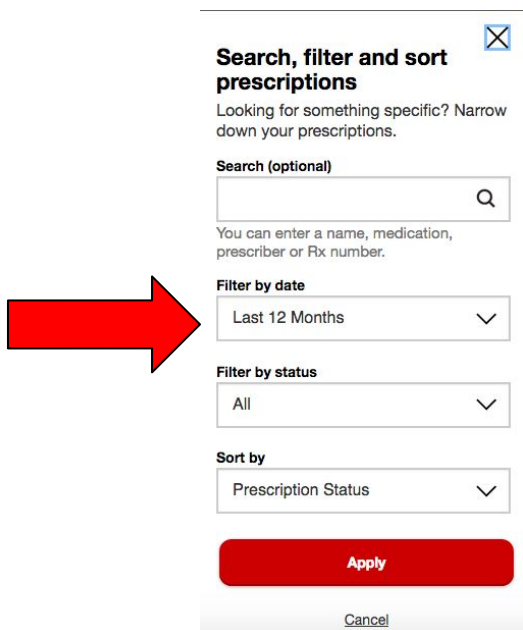 Search, filter and sort
prescriptions
Looking for something specific? Narrow
down your prescriptions.
Search (optional)
You can enter a name, medication,
prescriber or Rx number.
Filter by date
Last 12 Months
Filter by status
All
Sort by
Prescription Status
Apply
Cancel